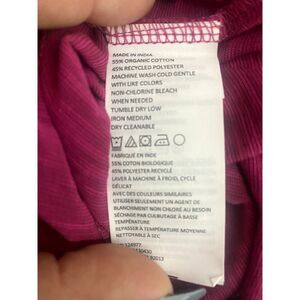 MADE IN INDIA
55% ORGANIC COTTON
45% RECYCLED POLYESTER
MACHINE WASH COLD GENTLE
WITH LIKE COLORS
NON-CHLORINE BLEACH
WHEN NEEDED
TUMBLE DRY LOW
IRON MEDIUM
DRY CLEANABLE
FABRIQUÉ EN INDE
55% COTON BIOLOGIQUE
45% POLYESTER RECYCLÉ
LAVER À MACHINE À FROID, CYCLE
DÉLICAT
AVEC DES COULEURS SIMILAIRES
UTILISER SEULEMENT UN AGENT DE
BLANCHIMENT NON CHLORÉ AU BESOIN
SÉCHAGE PAR CULBUTAGE À BASSE
TEMPÉRATURE
REPASSER À TEMPÉRATURE MOYENNE
NETTOYABLE À SEC